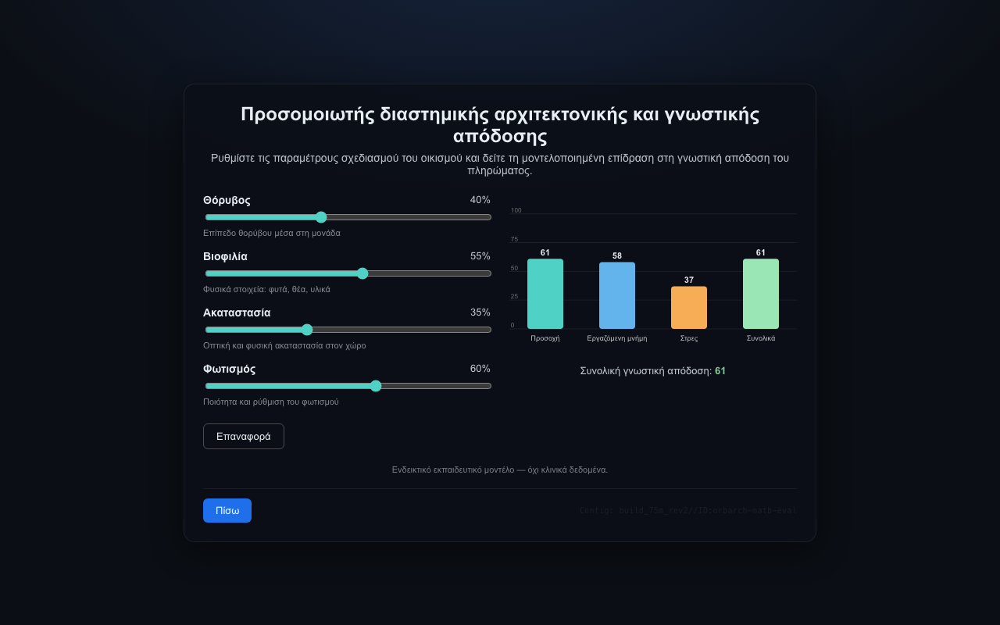 Προσομοιωτής διαστημικής αρχιτεκτονικής και γνωστικής
απόδοσης
Ρυθμίστε τις παραμέτρους σχεδιασμού του οικισμού και δείτε τη μοντελοποιημένη επίδραση στη γνωστική απόδοση του
πληρώματος.
Θόρυβος 40%
Επίπεδο θορύβου μέσα στη μονάδα
Βιοφιλία 55%
Φυσικά στοιχεία: φυτά, θέα, υλικά
Ακαταστασία 35%
Οπτική και φυσική ακαταστασία στον χώρο
Φωτισμός 60%
Ποιότητα και ρύθμιση του φωτισμού
Επαναφορά
100
75
50
25
0
61 58 37 61
Προσοχή Εργαζόμενη μνήμη Στρες Συνολικά
Συνολική γνωστική απόδοση: 61
Ενδεικτικό εκπαιδευτικό μοντέλο — όχι κλινικά δεδομένα.
Πίσω
Config: build_75m_rev2//ID:orbarch-math-eval